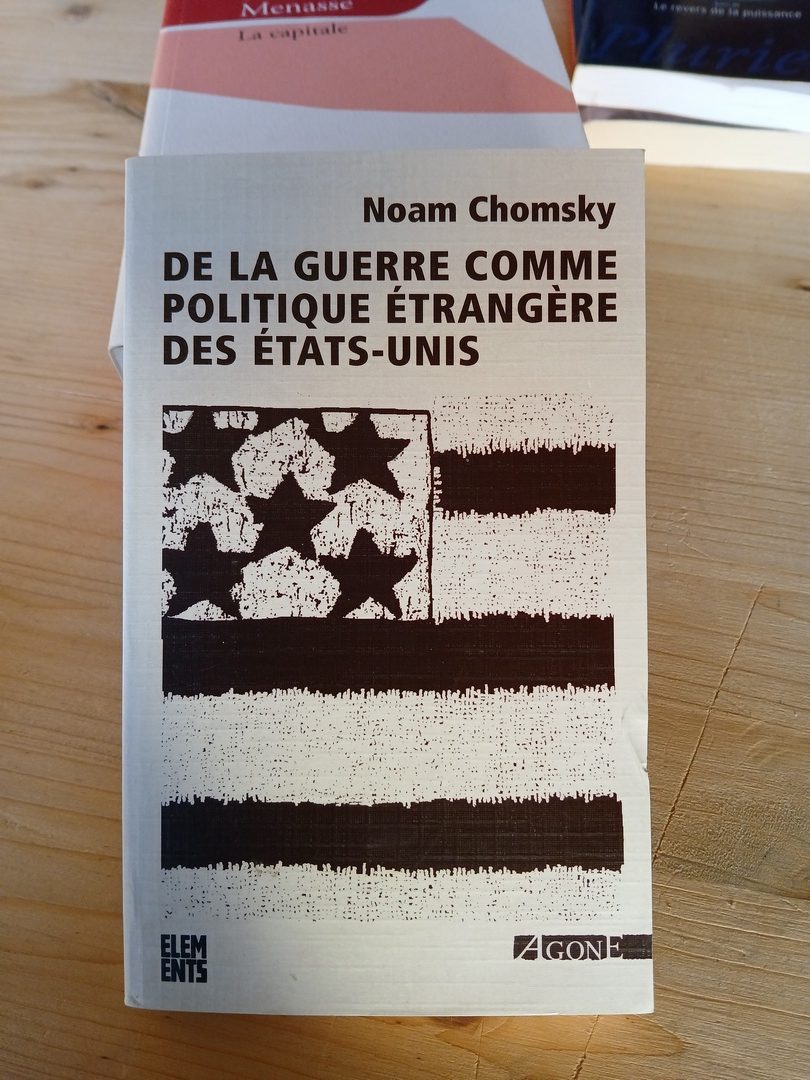 Menasse
La capitale
Le revers de la puissance
Pluriel
Noam Chomsky
DE LA GUERRE COMME
POLITIQUE ÉTRANGÈRE
DES ÉTATS-UNIS
ELEM
ENTS
AGONE